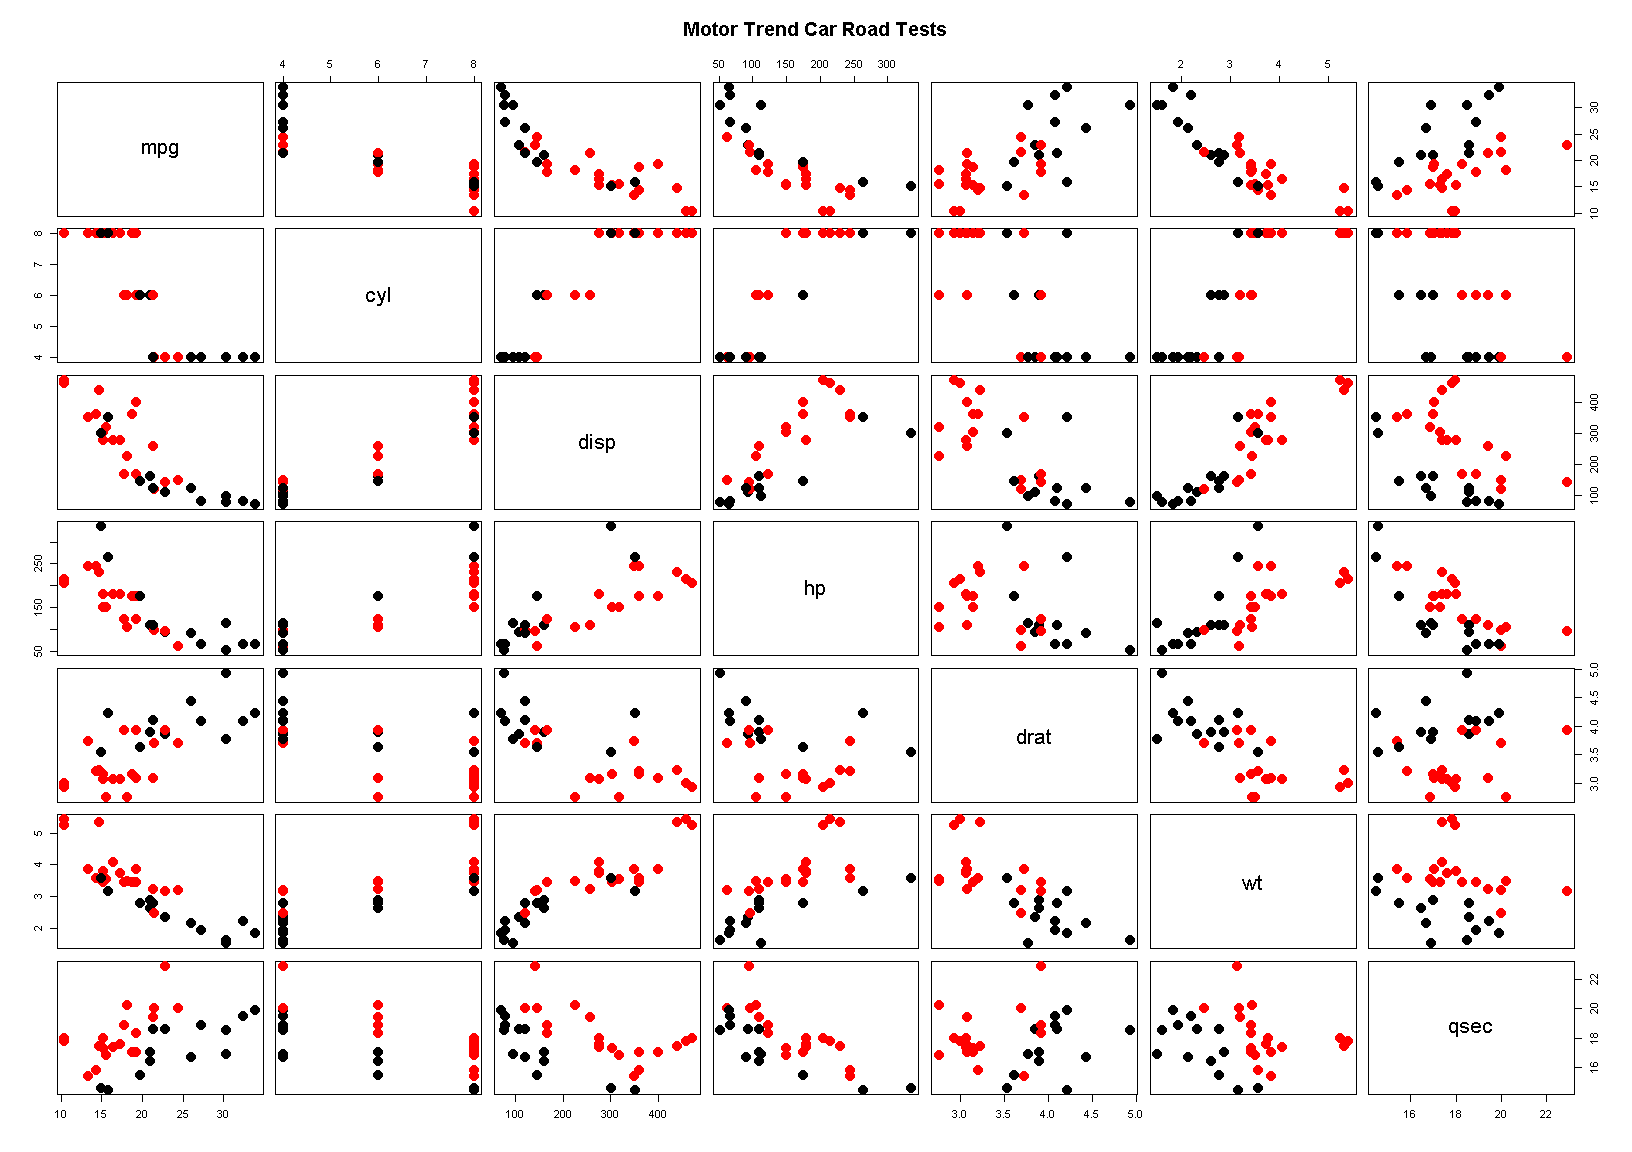 Motor Trend Car Road Tests
4 5 6 7 8
50 100 150 200 250 300
2 3 4 5
mpg
10 15 20 25 30
4 5 6 7 8
cyl
disp
100 200 300 400
50 150 250
hp
drat
3.0 3.5 4.0 4.5 5.0
2 3 4 5
wt
qsec
16 18 20 22
10 15 20 25 30
100 200 300 400
3.0 3.5 4.0 4.5 5.0
16 18 20 22